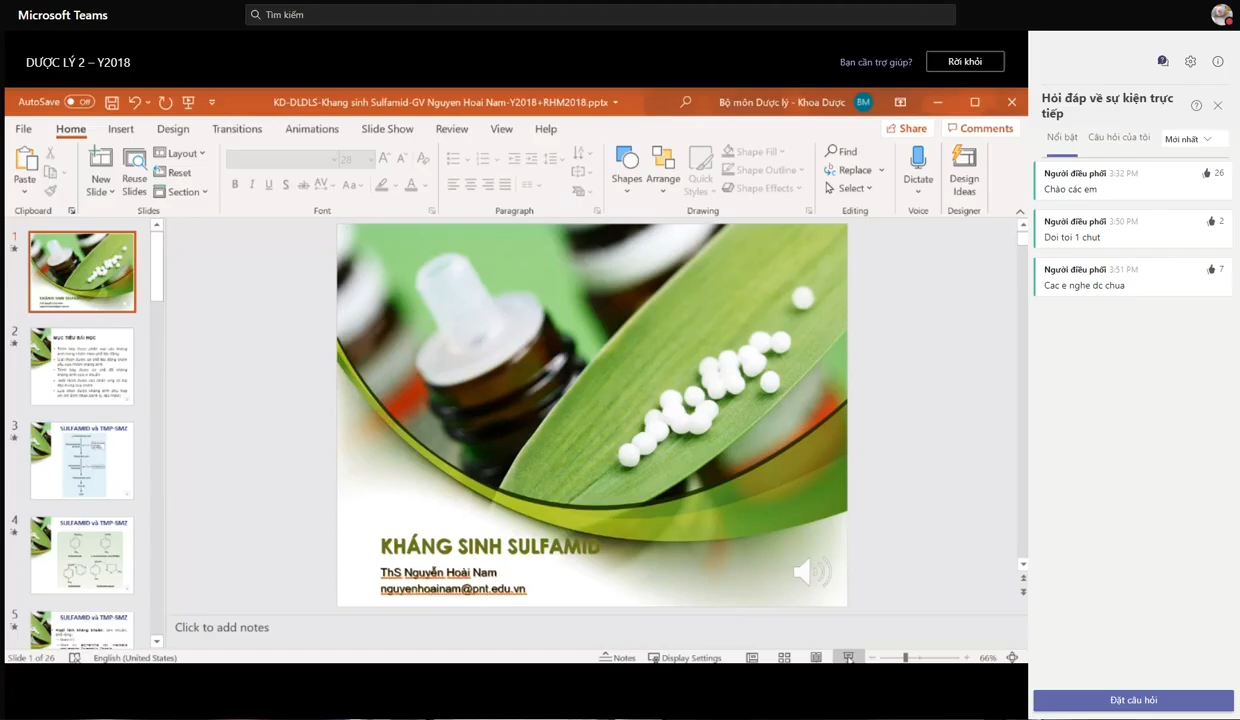 Microsoft Teams
Tìm kiếm
DƯỢC LÝ 2 – Y2018
Bạn cần trợ giúp?
Rời khỏi
AutoSave Off
KD-DLDLS-Khang sinh Sulfamid-GV Nguyen Hoai Nam-Y2018+RHM2018.pptx
Bộ môn Dược lý - Khoa Dược BM
File Home Insert Design Transitions Animations Slide Show Review View Help
Share Comments
Paste
Clipboard
New Slide
Reuse Slides
Layout
Reset
Section
Slides
28
Font
Paragraph
Shapes
Arrange
Quick Styles
Shape Fill
Shape Outline
Shape Effects
Drawing
Find
Replace
Select
Editing
Dictate
Voice
Design Ideas
Designer
1
KHÁNG SINH SULFAMID
2
MỤC TIÊU BÀI HỌC
3
SULFAMID và TMP-SMZ
4
SULFAMID và TMP-SMZ
5
SULFAMID và TMP-SMZ
KHÁNG SINH SULFAMID
ThS Nguyễn Hoài Nam
nguyenhoainam@pnt.edu.vn
Click to add notes
Slide 1 of 26
English (United States)
Notes
Display Settings
66%
Hỏi đáp về sự kiện trực tiếp
Nổi bật
Câu hỏi của tôi
Mới nhất
Người điều phối 3:32 PM 26
Chào các em
Người điều phối 3:50 PM 2
Doi toi 1 chut
Người điều phối 3:51 PM 7
Cac e nghe dc chua
Đặt câu hỏi